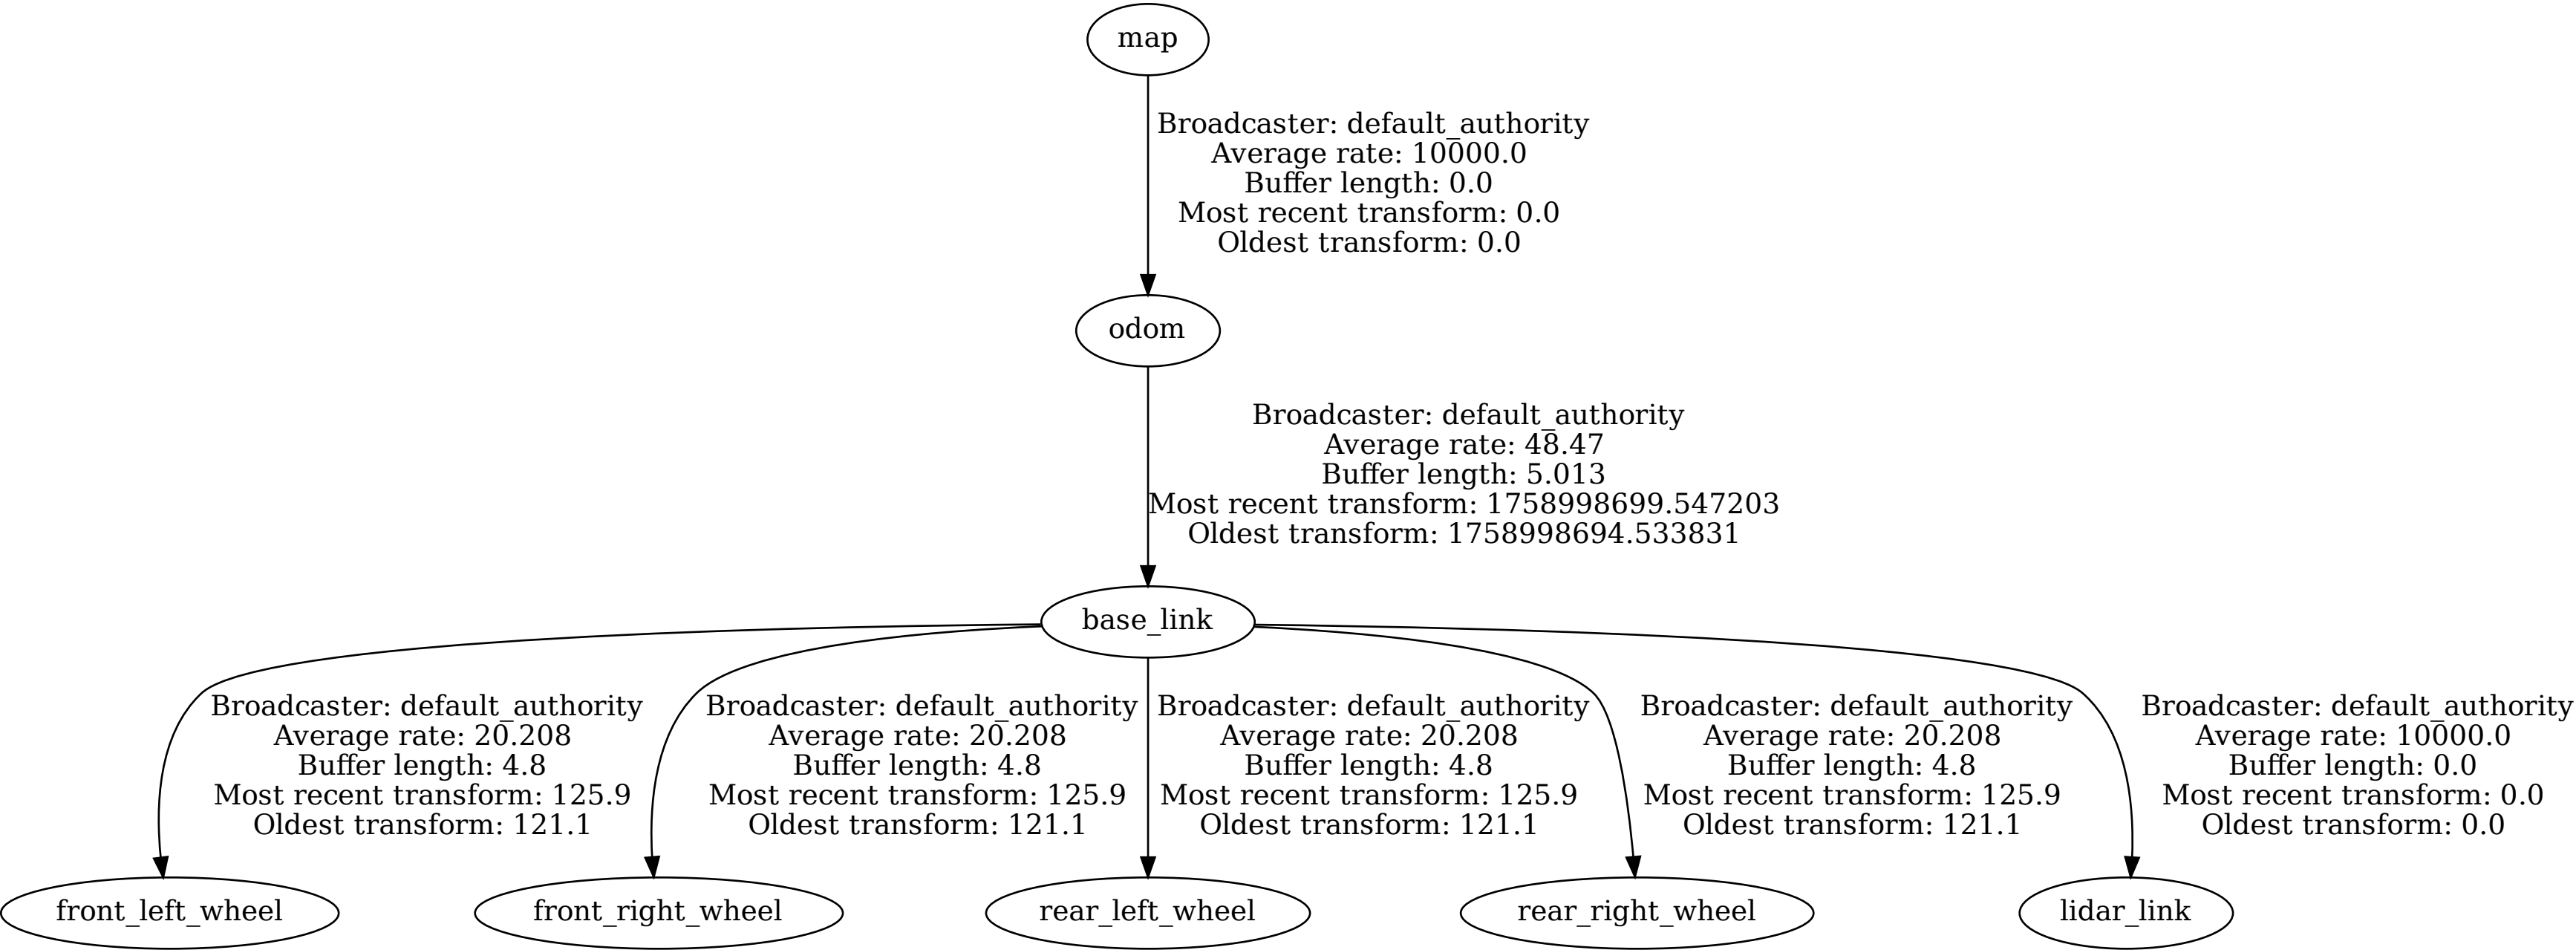 map
Broadcaster: default_authority
Average rate: 10000.0
Buffer length: 0.0
Most recent transform: 0.0
Oldest transform: 0.0
odom
Broadcaster: default_authority
Average rate: 48.47
Buffer length: 5.013
Most recent transform: 1758998699.547203
Oldest transform: 1758998694.533831
base_link
Broadcaster: default_authority
Average rate: 20.208
Buffer length: 4.8
Most recent transform: 125.9
Oldest transform: 121.1
Broadcaster: default_authority
Average rate: 20.208
Buffer length: 4.8
Most recent transform: 125.9
Oldest transform: 121.1
Broadcaster: default_authority
Average rate: 20.208
Buffer length: 4.8
Most recent transform: 125.9
Oldest transform: 121.1
Broadcaster: default_authority
Average rate: 20.208
Buffer length: 4.8
Most recent transform: 125.9
Oldest transform: 121.1
Broadcaster: default_authority
Average rate: 10000.0
Buffer length: 0.0
Most recent transform: 0.0
Oldest transform: 0.0
front_left_wheel
front_right_wheel
rear_left_wheel
rear_right_wheel
lidar_link